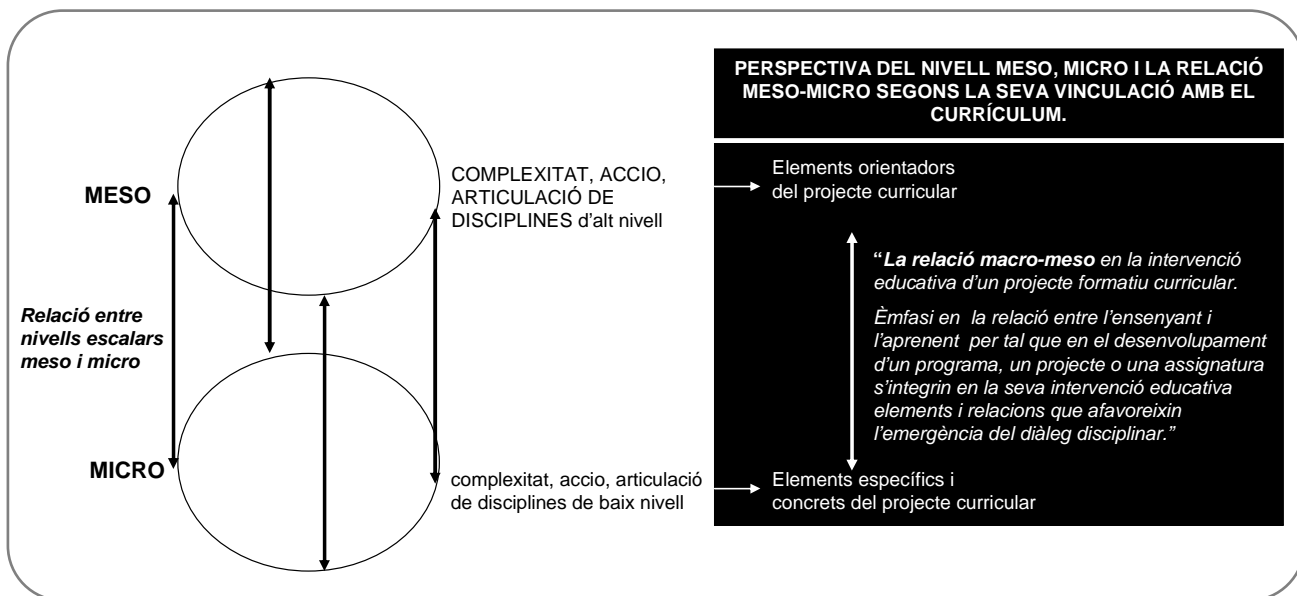 PERSPECTIVA DEL NIVELL MESO, MICRO I LA RELACIÓ
MESO-MICRO SEGONS LA SEVA VINCULACIÓ AMB EL
CURRÍCULUM.
MESO
COMPLEXITAT, ACCIO,
ARTICULACIÓ DE
DISCIPLINES d'alt nivell
Elements orientadors
del projecte curricular
Relació entre
nivells escalars
meso i micro
“La relació macro-meso en la intervenció
educativa d’un projecte formatiu curricular.
Èmfasi en la relació entre l’ensenyant i
l’aprenent per tal que en el desenvolupament
d’un programa, un projecte o una assignatura
s’integrin en la seva intervenció educativa
elements i relacions que afavoreixin
l’emergència del diàleg disciplinar.”
MICRO
complexitat, accio, articulació
de disciplines de baix nivell
Elements específics i
concrets del projecte curricular